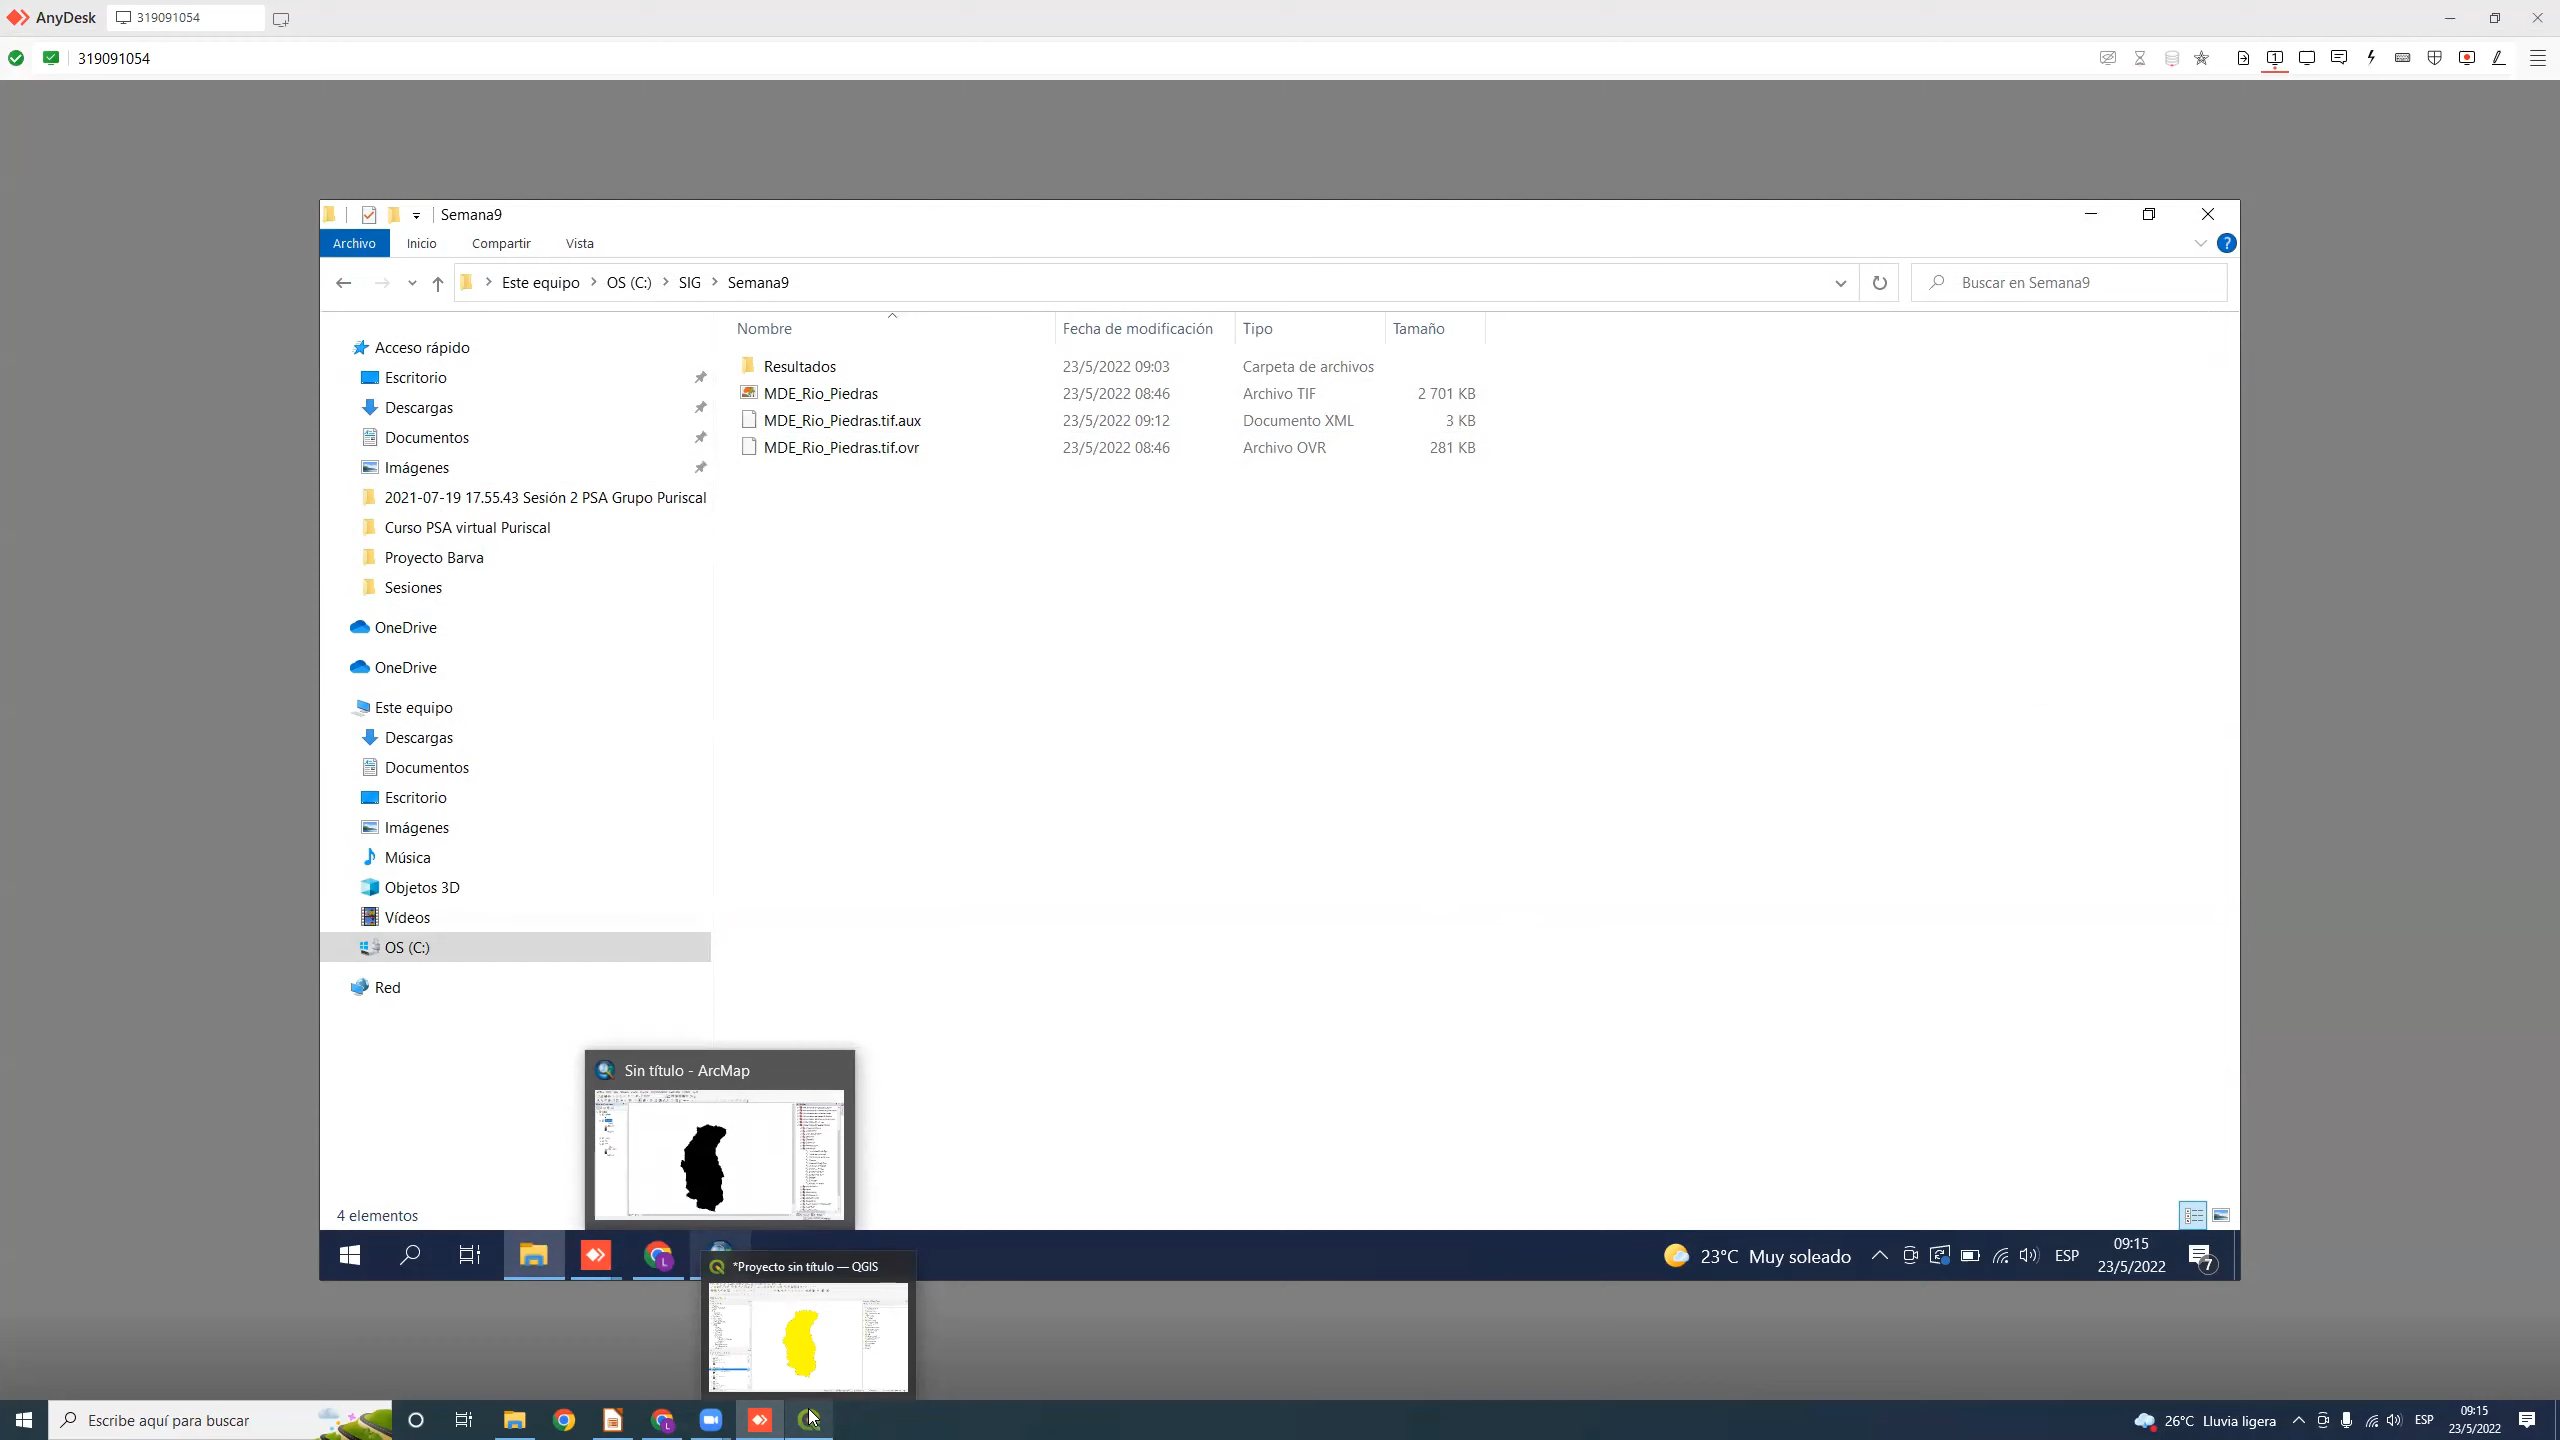 AnyDesk 319091054
319091054
Semana9
Archivo Inicio Compartir Vista
Este equipo OS (C:) SIG Semana9
Buscar en Semana9
Nombre Fecha de modificación Tipo Tamaño
Resultados 23/5/2022 09:03 Carpeta de archivos
MDE_Rio_Piedras 23/5/2022 08:46 Archivo TIF 2 701 KB
MDE_Rio_Piedras.tif.aux 23/5/2022 09:12 Documento XML 3 KB
MDE_Rio_Piedras.tif.ovr 23/5/2022 08:46 Archivo OVR 281 KB
Acceso rápido
Escritorio
Descargas
Documentos
Imágenes
2021-07-19 17.55.43 Sesión 2 PSA Grupo Puriscal
Curso PSA virtual Puriscal
Proyecto Barva
Sesiones
OneDrive
OneDrive
Este equipo
Descargas
Documentos
Escritorio
Imágenes
Música
Objetos 3D
Vídeos
OS (C:)
Red
Sin título - ArcMap
4 elementos
23°C Muy soleado
ESP
09:15
23/5/2022
7
*Proyecto sin título — QGIS
Escribe aquí para buscar
26°C Lluvia ligera
ESP
09:15
23/5/2022